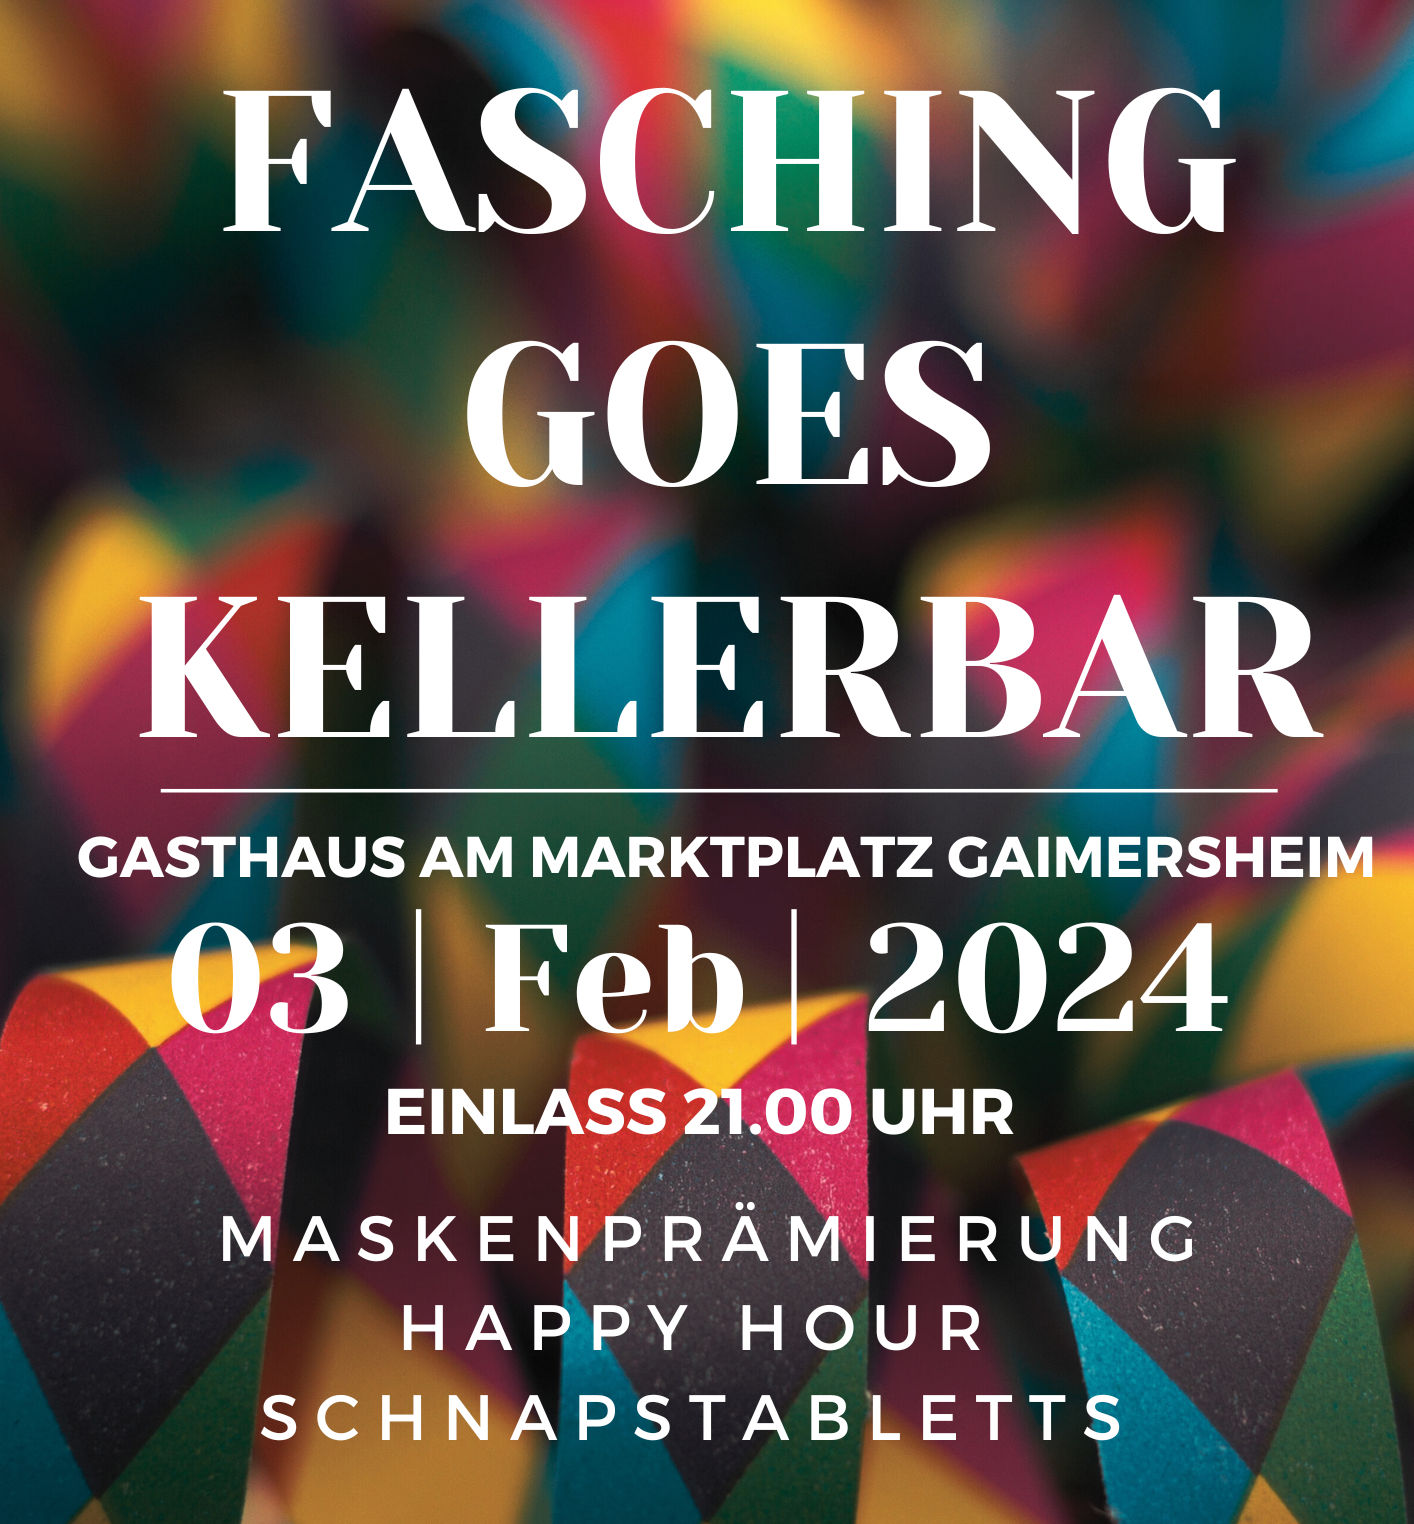 FASCHING
GOES
KELLERBAR
GASTHAUS AM MARKTPLATZ GAIMERSHEIM
03 | Feb | 2024
EINLASS 21.00 UHR
MASKENPRÄMIERUNG
HAPPY HOUR
SCHNAPSTABLETTS